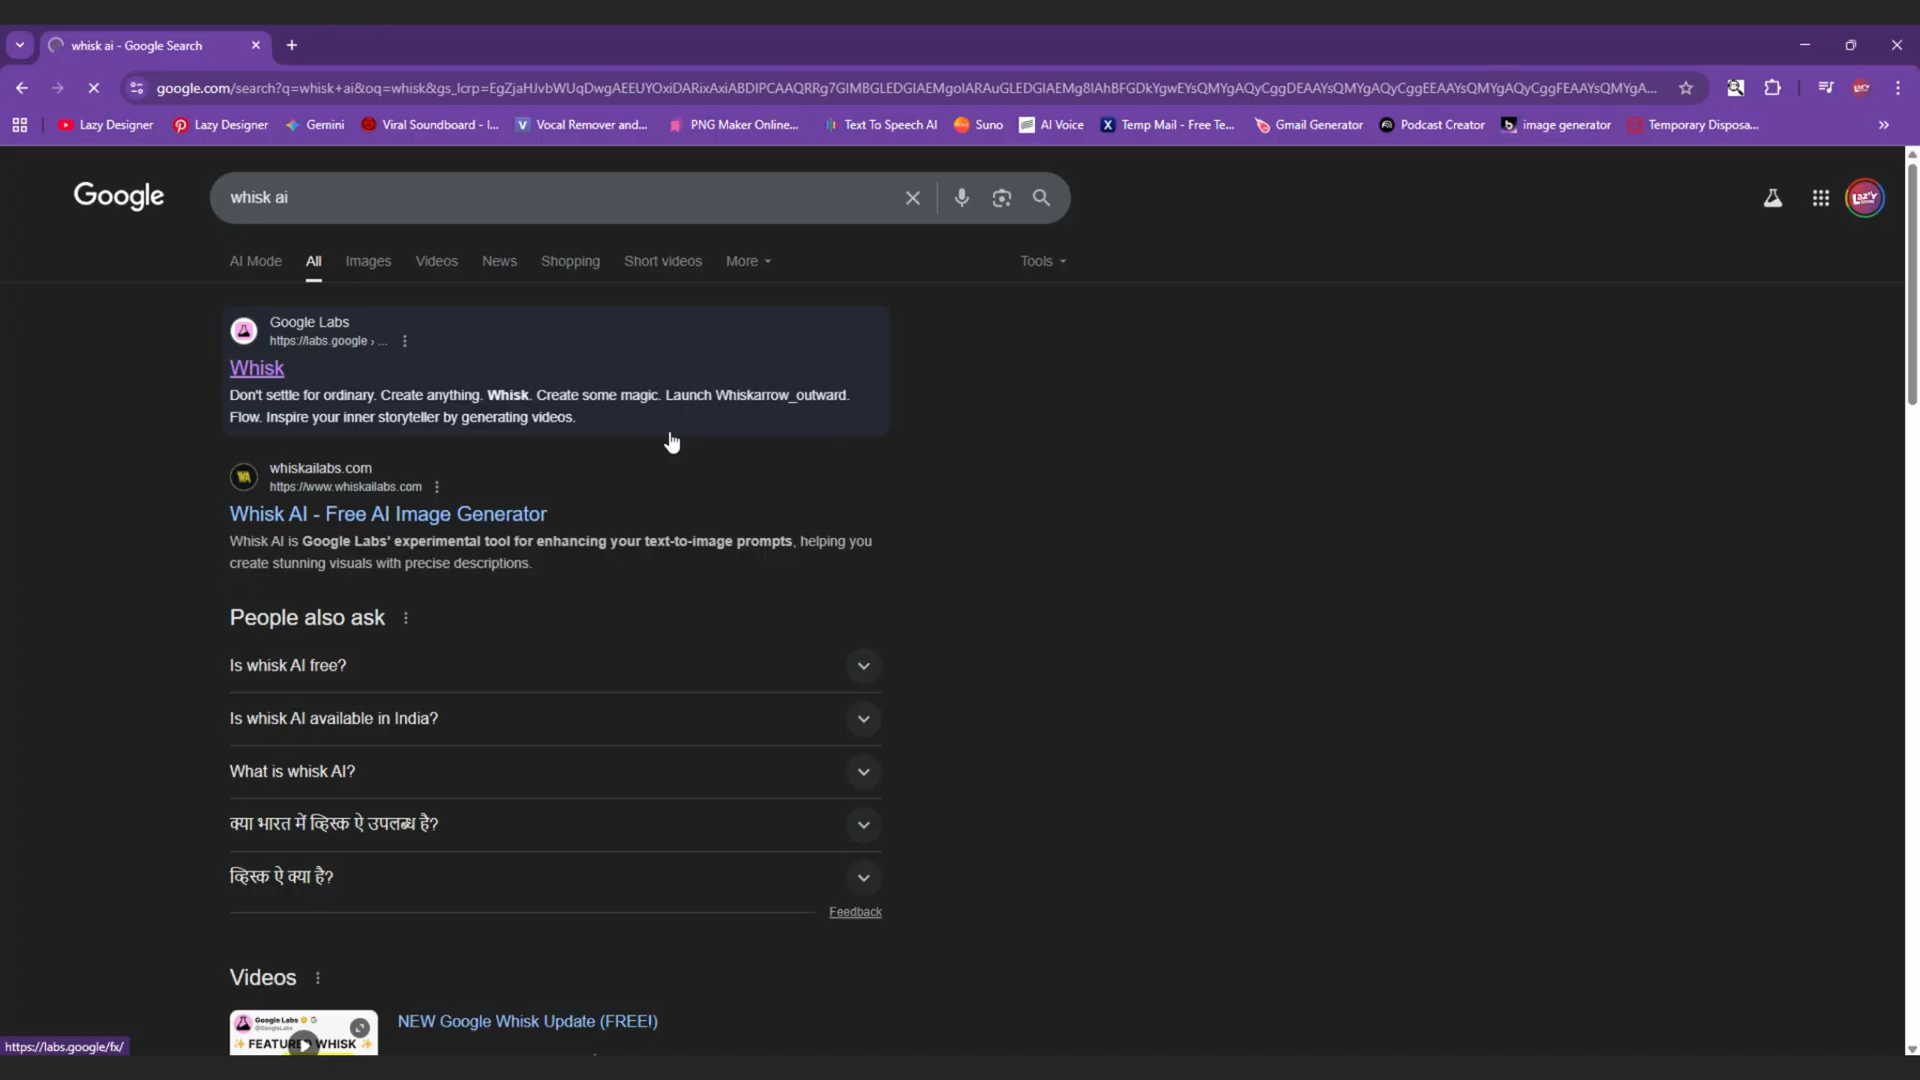 whisk ai - Google Search
google.com/search?q=whisk+ai&oq=whisk&gs_lcrp=EgZjaHJvbWUqDwgAEEUYOxiDARixAxiABDIPCAAQRRg7GIMBGLEDGIAEMgoIARAuGLEDGIAEMg8IAhBFGDkYgwEYsQMYgAQyCggDEAAYsQMYgAQyCggEEAAYsQMYgAQyCggFEAAYsQMYgA...
Lazy Designer
Lazy Designer
Gemini
Viral Soundboard - I...
Vocal Remover and...
PNG Maker Online...
Text To Speech AI
Suno
AI Voice
Temp Mail - Free Te...
Gmail Generator
Podcast Creator
image generator
Temporary Disposa...
Google
whisk ai
AI Mode
All
Images
Videos
News
Shopping
Short videos
More
Tools
Google Labs
https://labs.google › ...
Whisk
Don't settle for ordinary. Create anything. Whisk. Create some magic. Launch Whiskarrow_outward.
Flow. Inspire your inner storyteller by generating videos.
WA
whiskailabs.com
https://www.whiskailabs.com
Whisk AI - Free AI Image Generator
Whisk AI is Google Labs' experimental tool for enhancing your text-to-image prompts, helping you
create stunning visuals with precise descriptions.
People also ask
Is whisk AI free?
Is whisk AI available in India?
What is whisk AI?
क्या भारत में व्हिस्क ऐ उपलब्ध है?
व्हिस्क ऐ क्या है?
Feedback
Videos
Google Labs
@GoogleLabs
FEATURED WHISK
NEW Google Whisk Update (FREE!)
https://labs.google/fx/